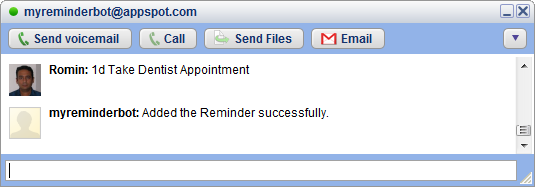 myreminderbot@appspot.com
Send voicemail Call Send Files Email
Romin: 1d Take Dentist Appointment
myreminderbot: Added the Reminder successfully.